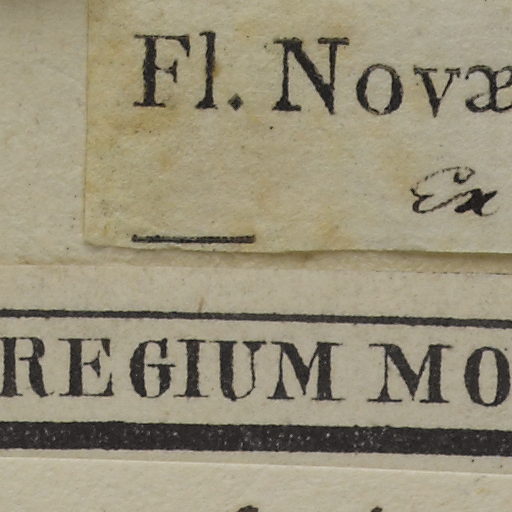 Fl. Novæ
Ex
REGIUM MO